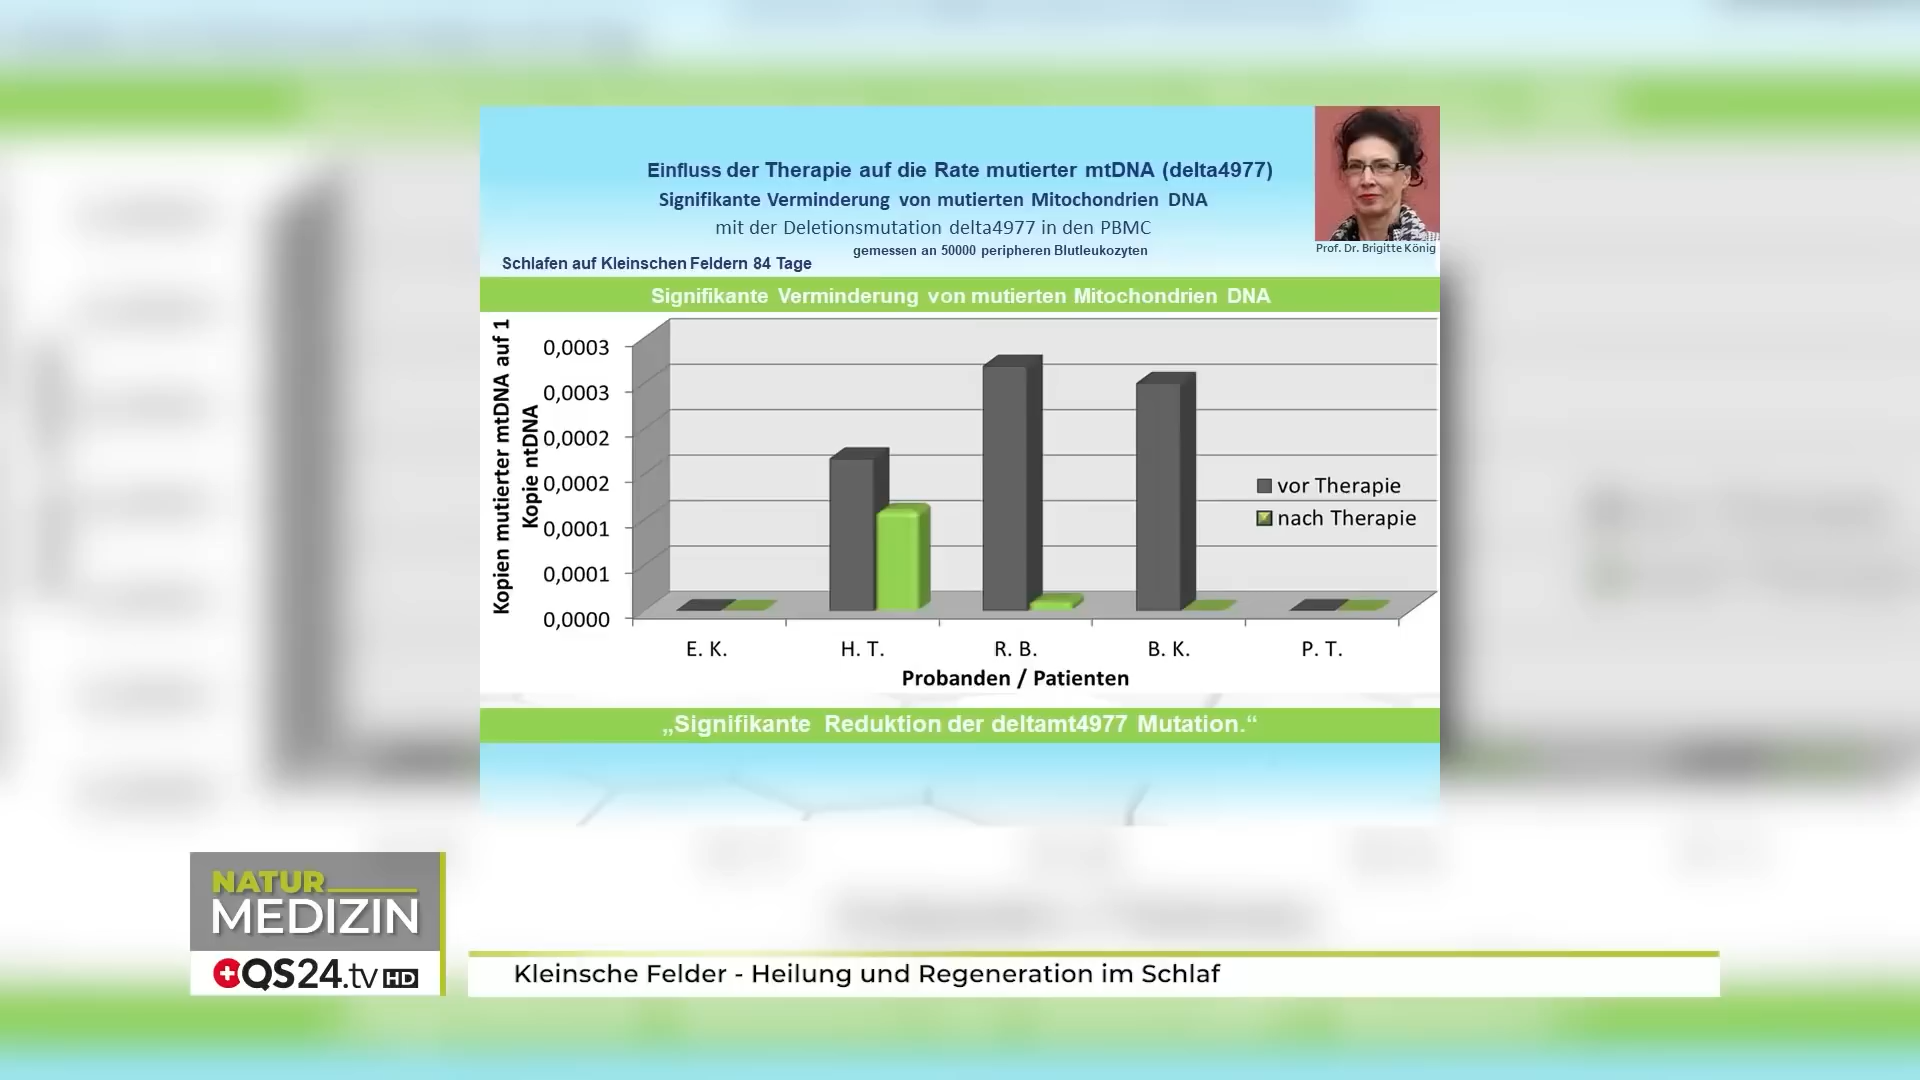 Einfluss der Therapie auf die Rate mutierter mtDNA (delta4977)
Signifikante Verminderung von mutierten Mitochondrien DNA
mit der Deletionsmutation delta4977 in den PBMC
gemessen an 50000 peripheren Blutleukozyten
Schlafen auf Kleinschen Feldern 84 Tage
Prof. Dr. Brigitte König
Signifikante Verminderung von mutierten Mitochondrien DNA
Kopien mutierter mtDNA auf 1
Kopie ntDNA
0,0003
0,0003
0,0002
0,0002
0,0001
0,0001
0,0000
vor Therapie
nach Therapie
E. K. H. T. R. B. B. K. P. T.
Probanden / Patienten
„Signifikante Reduktion der deltamt4977 Mutation.“
NATUR
MEDIZIN
QS24.tv HD
Kleinsche Felder - Heilung und Regeneration im Schlaf